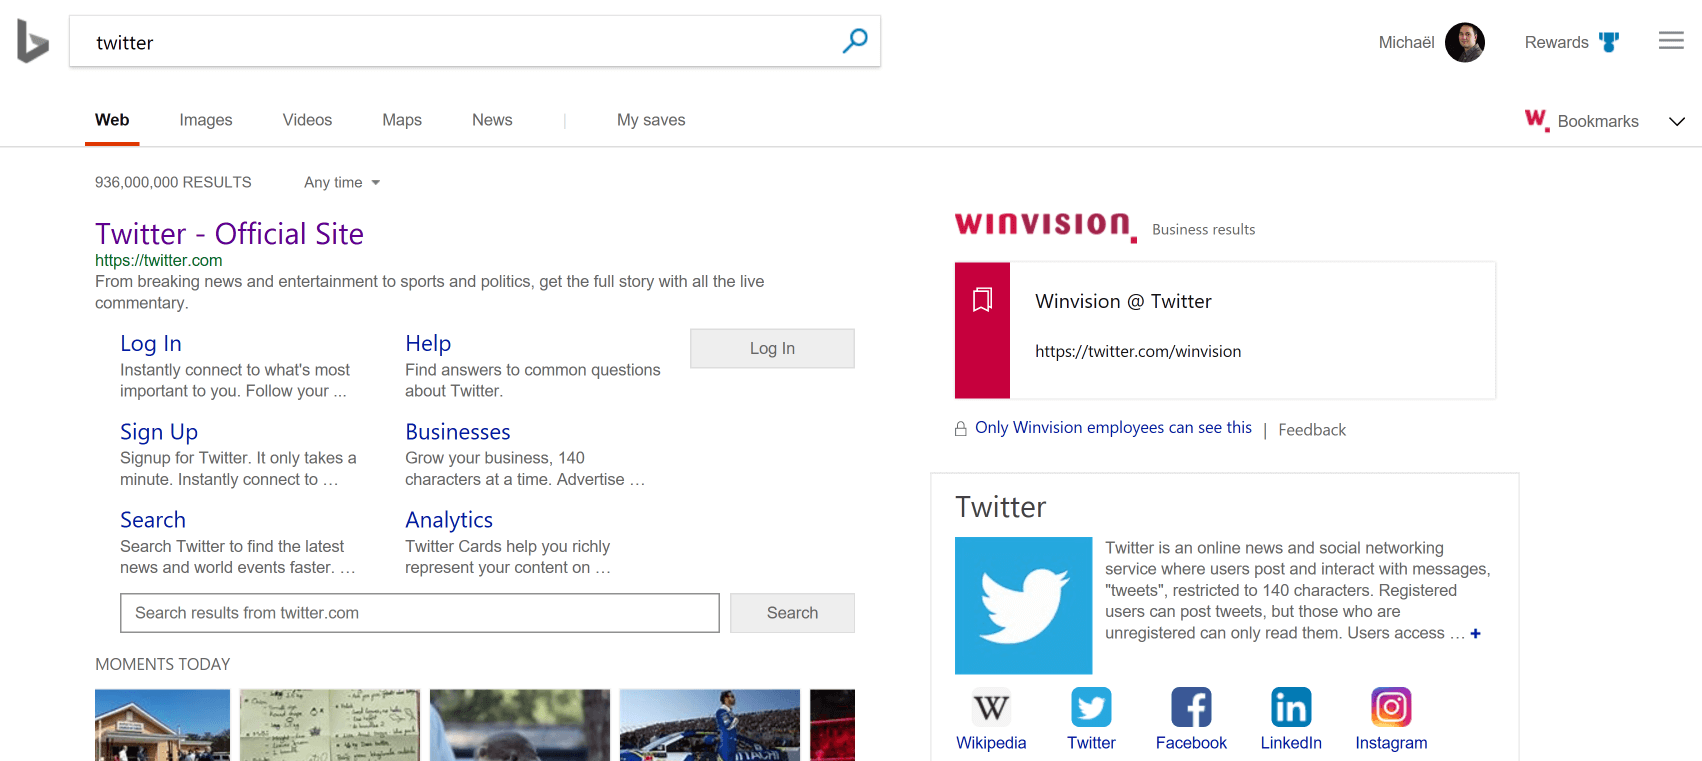 twitter
Michaël
Rewards
Web
Images
Videos
Maps
News
My saves
W.
Bookmarks
936,000,000 RESULTS
Any time
Twitter - Official Site
https://twitter.com
From breaking news and entertainment to sports and politics, get the full story with all the live
commentary.
Log In
Instantly connect to what's most
important to you. Follow your ...
Help
Find answers to common questions
about Twitter.
Log In
Sign Up
Signup for Twitter. It only takes a
minute. Instantly connect to ...
Businesses
Grow your business, 140
characters at a time. Advertise ...
Search
Search Twitter to find the latest
news and world events faster. ...
Analytics
Twitter Cards help you richly
represent your content on ...
Search results from twitter.com
Search
MOMENTS TODAY
WINVISION.
Business results
Winvision @ Twitter
https://twitter.com/winvision
Only Winvision employees can see this | Feedback
Twitter
Twitter is an online news and social networking
service where users post and interact with messages,
"tweets", restricted to 140 characters. Registered
users can post tweets, but those who are
unregistered can only read them. Users access ... +
W
f
in
Wikipedia
Twitter
Facebook
LinkedIn
Instagram